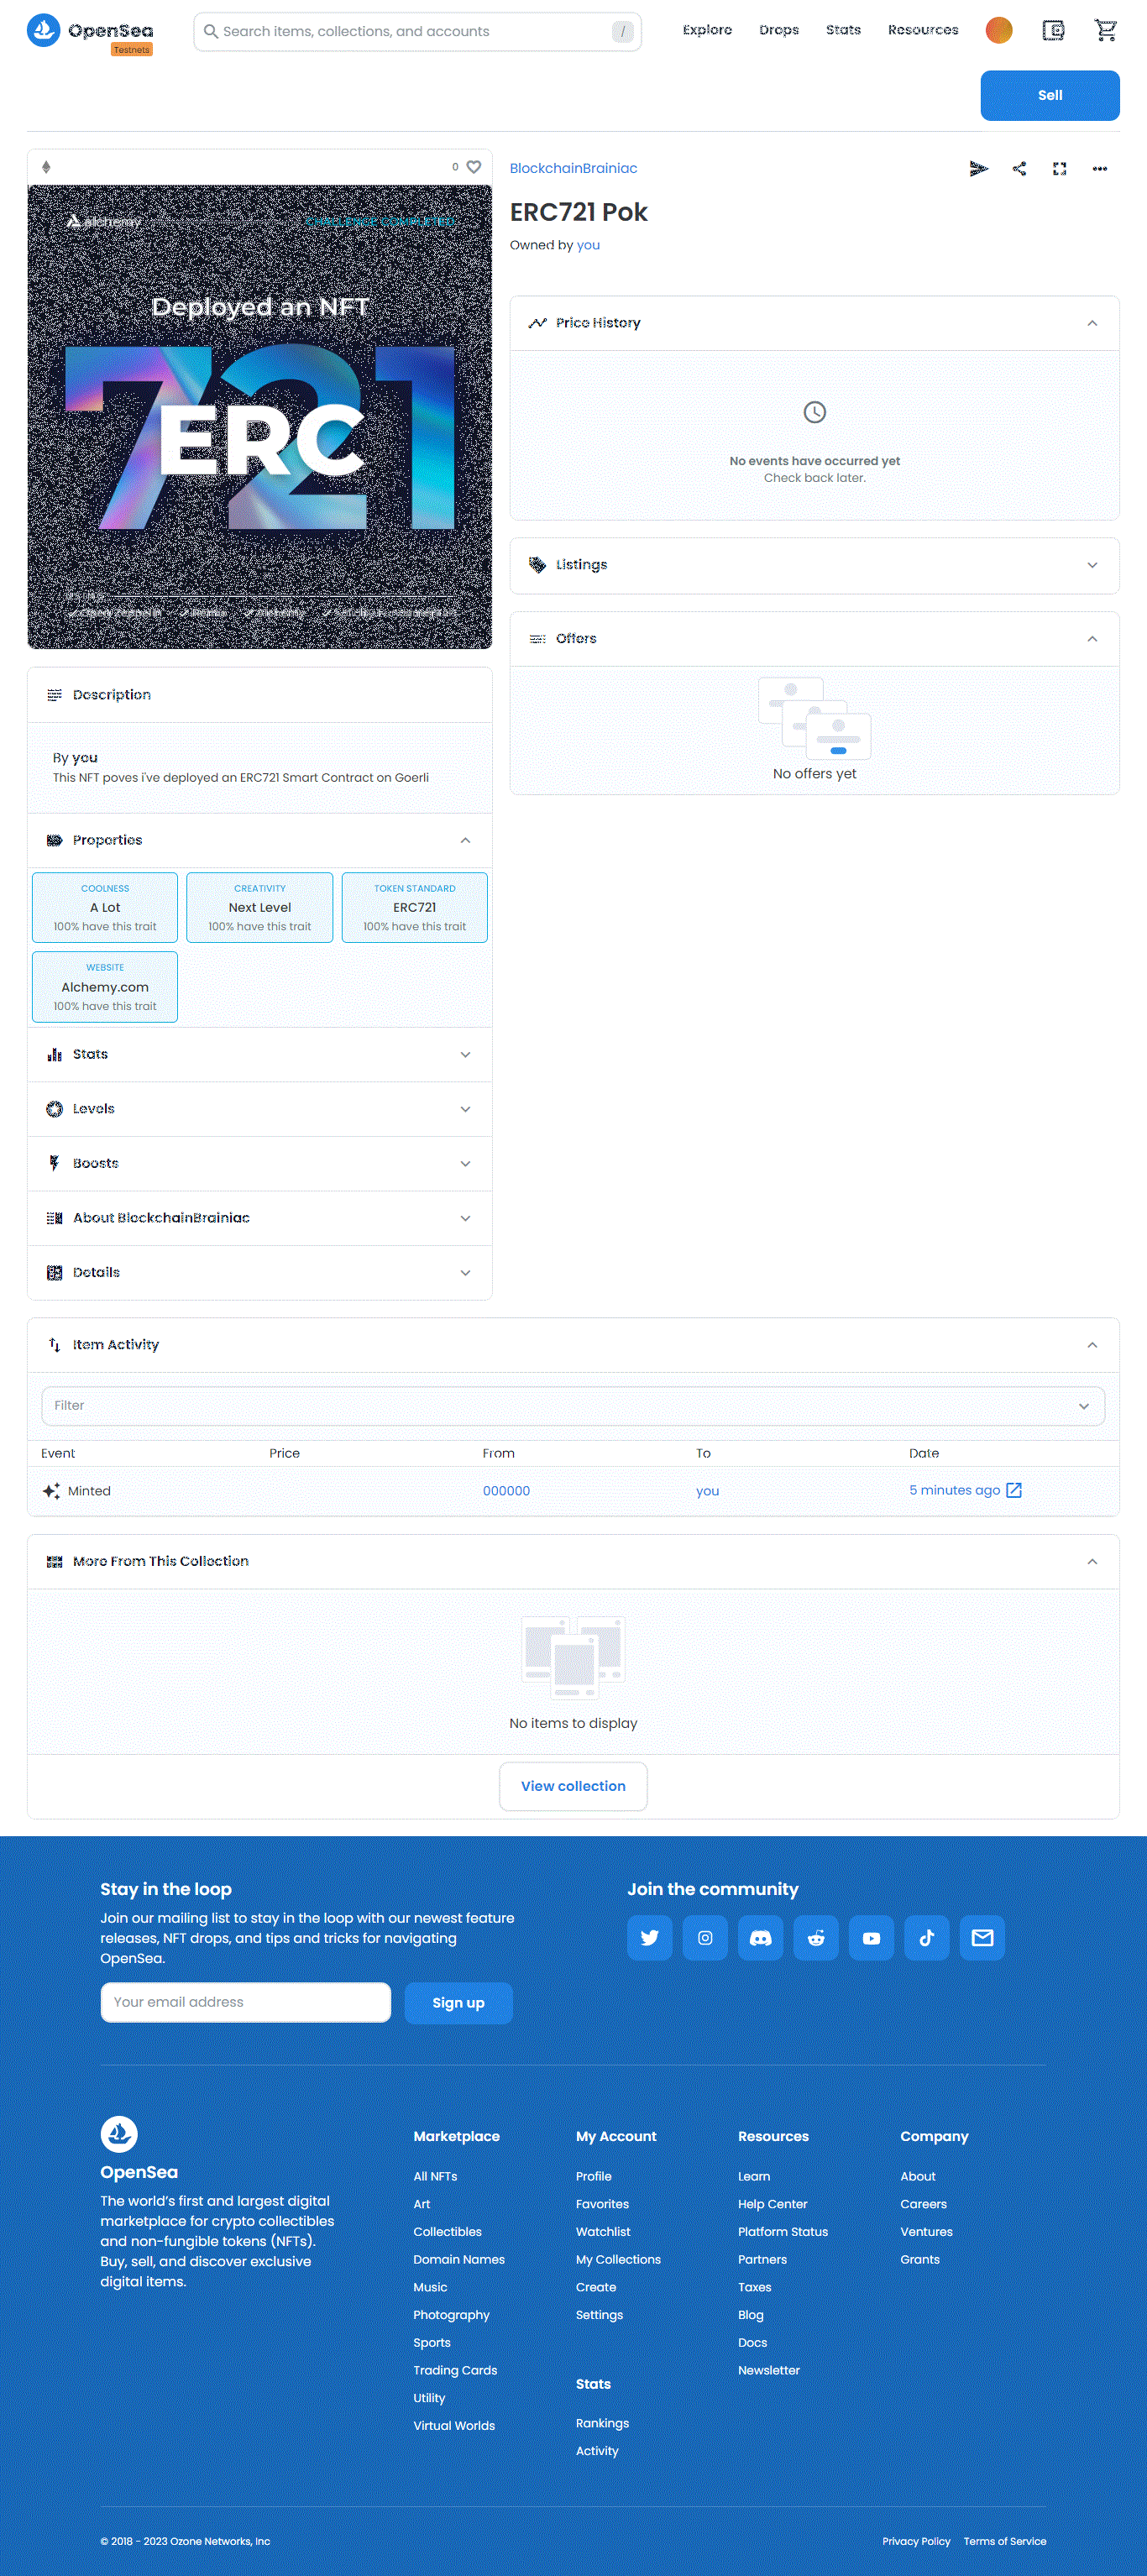 OpenSea
Testnets
Search items, collections, and accounts
/
Explore
Drops
Stats
Resources
Sell
0
alchemy
CHALLENGE COMPLETED
Deployed an NFT
721
ERC
BlockchainBrainiac
ERC721 Pok
Owned by you
Price History
No events have occurred yet
Check back later.
Listings
Offers
No offers yet
Description
By you
This NFT poves i've deployed an ERC721 Smart Contract on Goerli
Properties
COOLNESS
A Lot
100% have this trait
CREATIVITY
Next Level
100% have this trait
TOKEN STANDARD
ERC721
100% have this trait
WEBSITE
Alchemy.com
100% have this trait
Stats
Levels
Boosts
About BlockchainBrainiac
Details
Item Activity
Filter
Event Price From To Date
Minted 000000 you 5 minutes ago
More From This Collection
No items to display
View collection
Stay in the loop
Join our mailing list to stay in the loop with our newest feature
releases, NFT drops, and tips and tricks for navigating
OpenSea.
Your email address
Sign up
Join the community
OpenSea
The world's first and largest digital
marketplace for crypto collectibles
and non-fungible tokens (NFTs).
Buy, sell, and discover exclusive
digital items.
Marketplace
All NFTs
Art
Collectibles
Domain Names
Music
Photography
Sports
Trading Cards
Utility
Virtual Worlds
My Account
Profile
Favorites
Watchlist
My Collections
Create
Settings
Stats
Rankings
Activity
Resources
Learn
Help Center
Platform Status
Partners
Taxes
Blog
Docs
Newsletter
Company
About
Careers
Ventures
Grants
© 2018 - 2023 Ozone Networks, Inc
Privacy Policy
Terms of Service